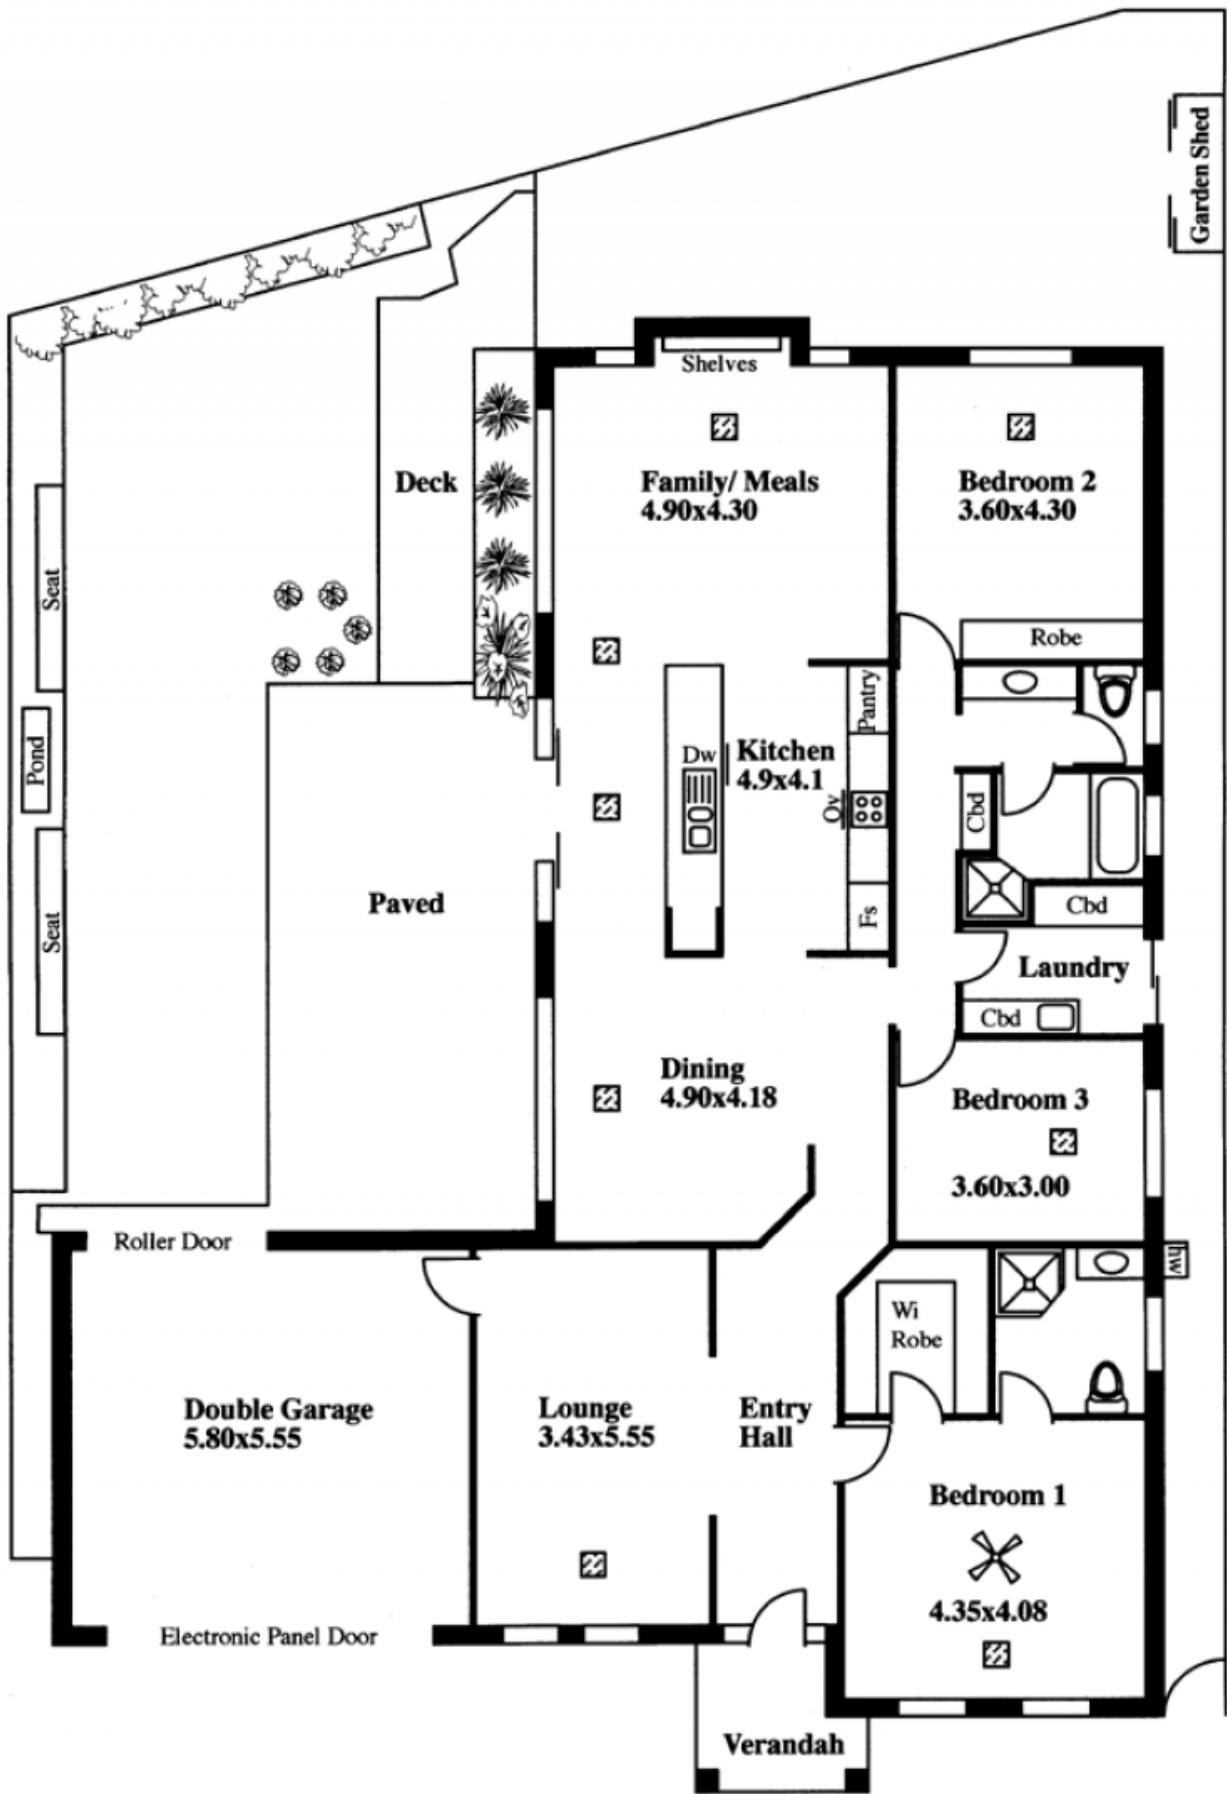 Garden Shed
Shelves
Deck
Family/ Meals
4.90x4.30
Bedroom 2
3.60x4.30
Seat
Robe
Pantry
Pond
Dw
Kitchen
4.9x4.1
Ov
Cbd
Paved
Seat
Fs
Cbd
Laundry
Cbd
Dining
4.90x4.18
Bedroom 3
3.60x3.00
Roller Door
hw
Wi
Robe
Double Garage
5.80x5.55
Lounge
3.43x5.55
Entry
Hall
Bedroom 1
4.35x4.08
Electronic Panel Door
Verandah